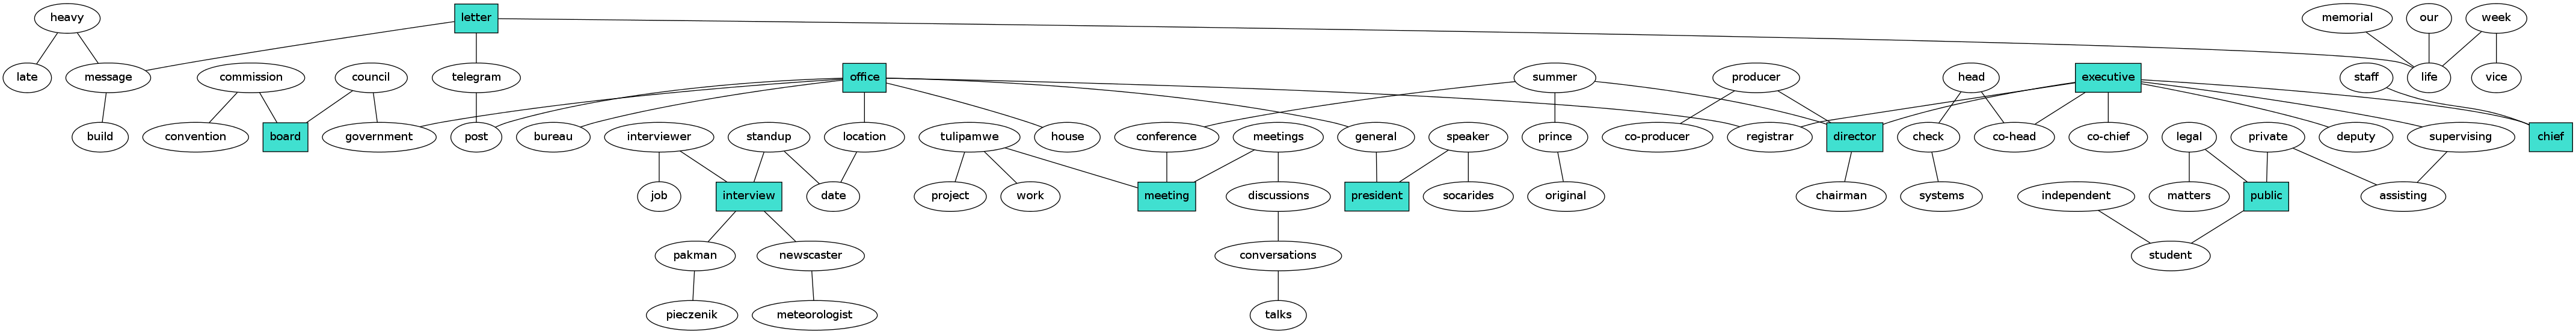 heavy letter memorial our week
late message commission council telegram office summer producer head executive staff life vice
build convention board government post bureau interviewer standup location tulipamwe house conference meetings general speaker prince co-producer registrar director check co-head co-chief legal private deputy supervising chief
job interview date project work meeting discussions president socarides original chairman systems independent matters public assisting
pakman newscaster conversations student
pieczenik meteorologist talks